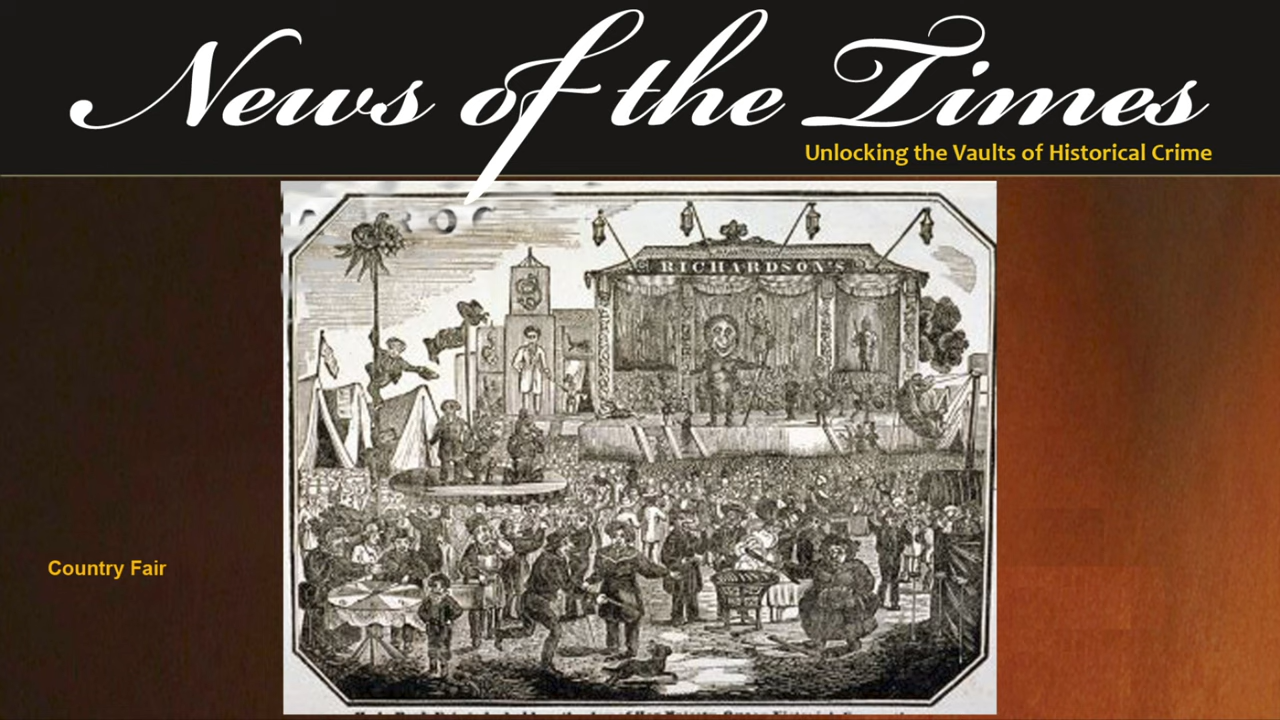 News of the Times
Unlocking the Vaults of Historical Crime
RICHARDSON'S
Country Fair